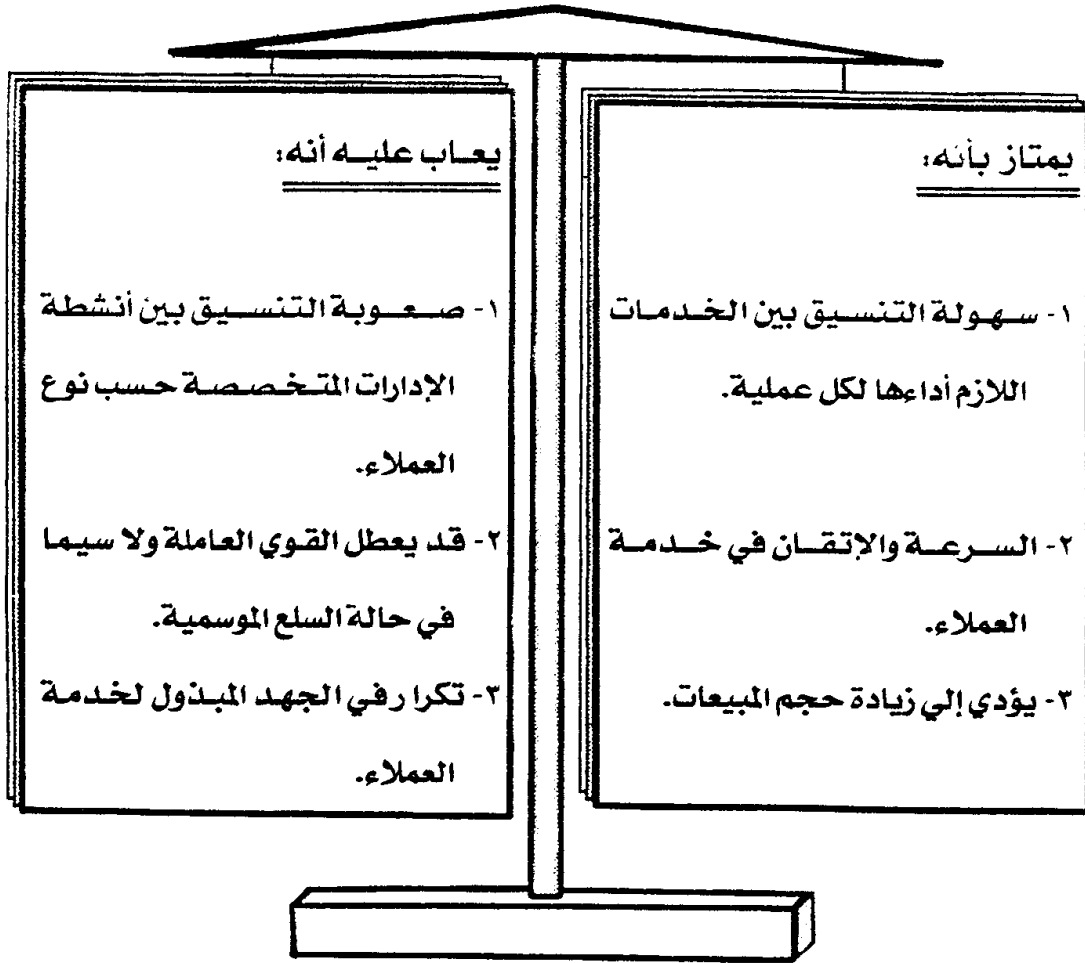 يمتاز بأنه:
١- سهولة التنسيق بين الخدمات
اللازم أداءها لكل عملية.
٢- السرعة والإتقان في خدمة
العملاء.
٣- يؤدي إلي زيادة حجم المبيعات.
يعاب عليه أنه:
١- صعوبة التنسيق بين أنشطة
الإدارات المتخصصة حسب نوع
العملاء.
٢- قد يعطل القوي العاملة ولا سيما
في حالة السلع الموسمية.
٣- تكرار في الجهد المبذول لخدمة
العملاء.